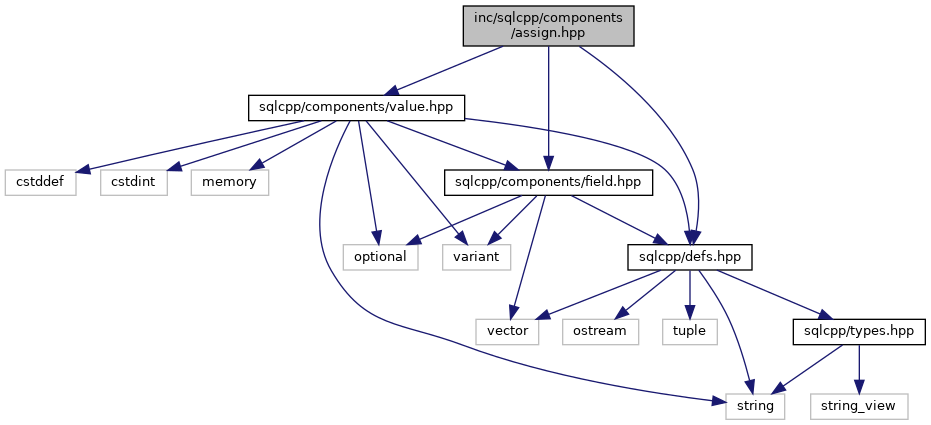 inc/sqlcpp/components
/assign.hpp
sqlcpp/components/value.hpp
cstddef
cstdint
memory
sqlcpp/components/field.hpp
optional
variant
sqlcpp/defs.hpp
vector
ostream
tuple
sqlcpp/types.hpp
string
string_view